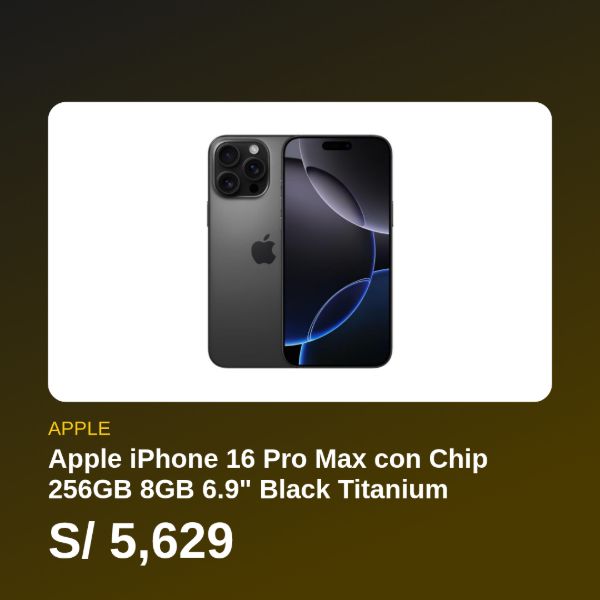 APPLE
Apple iPhone 16 Pro Max con Chip
256GB 8GB 6.9" Black Titanium
S/ 5,629